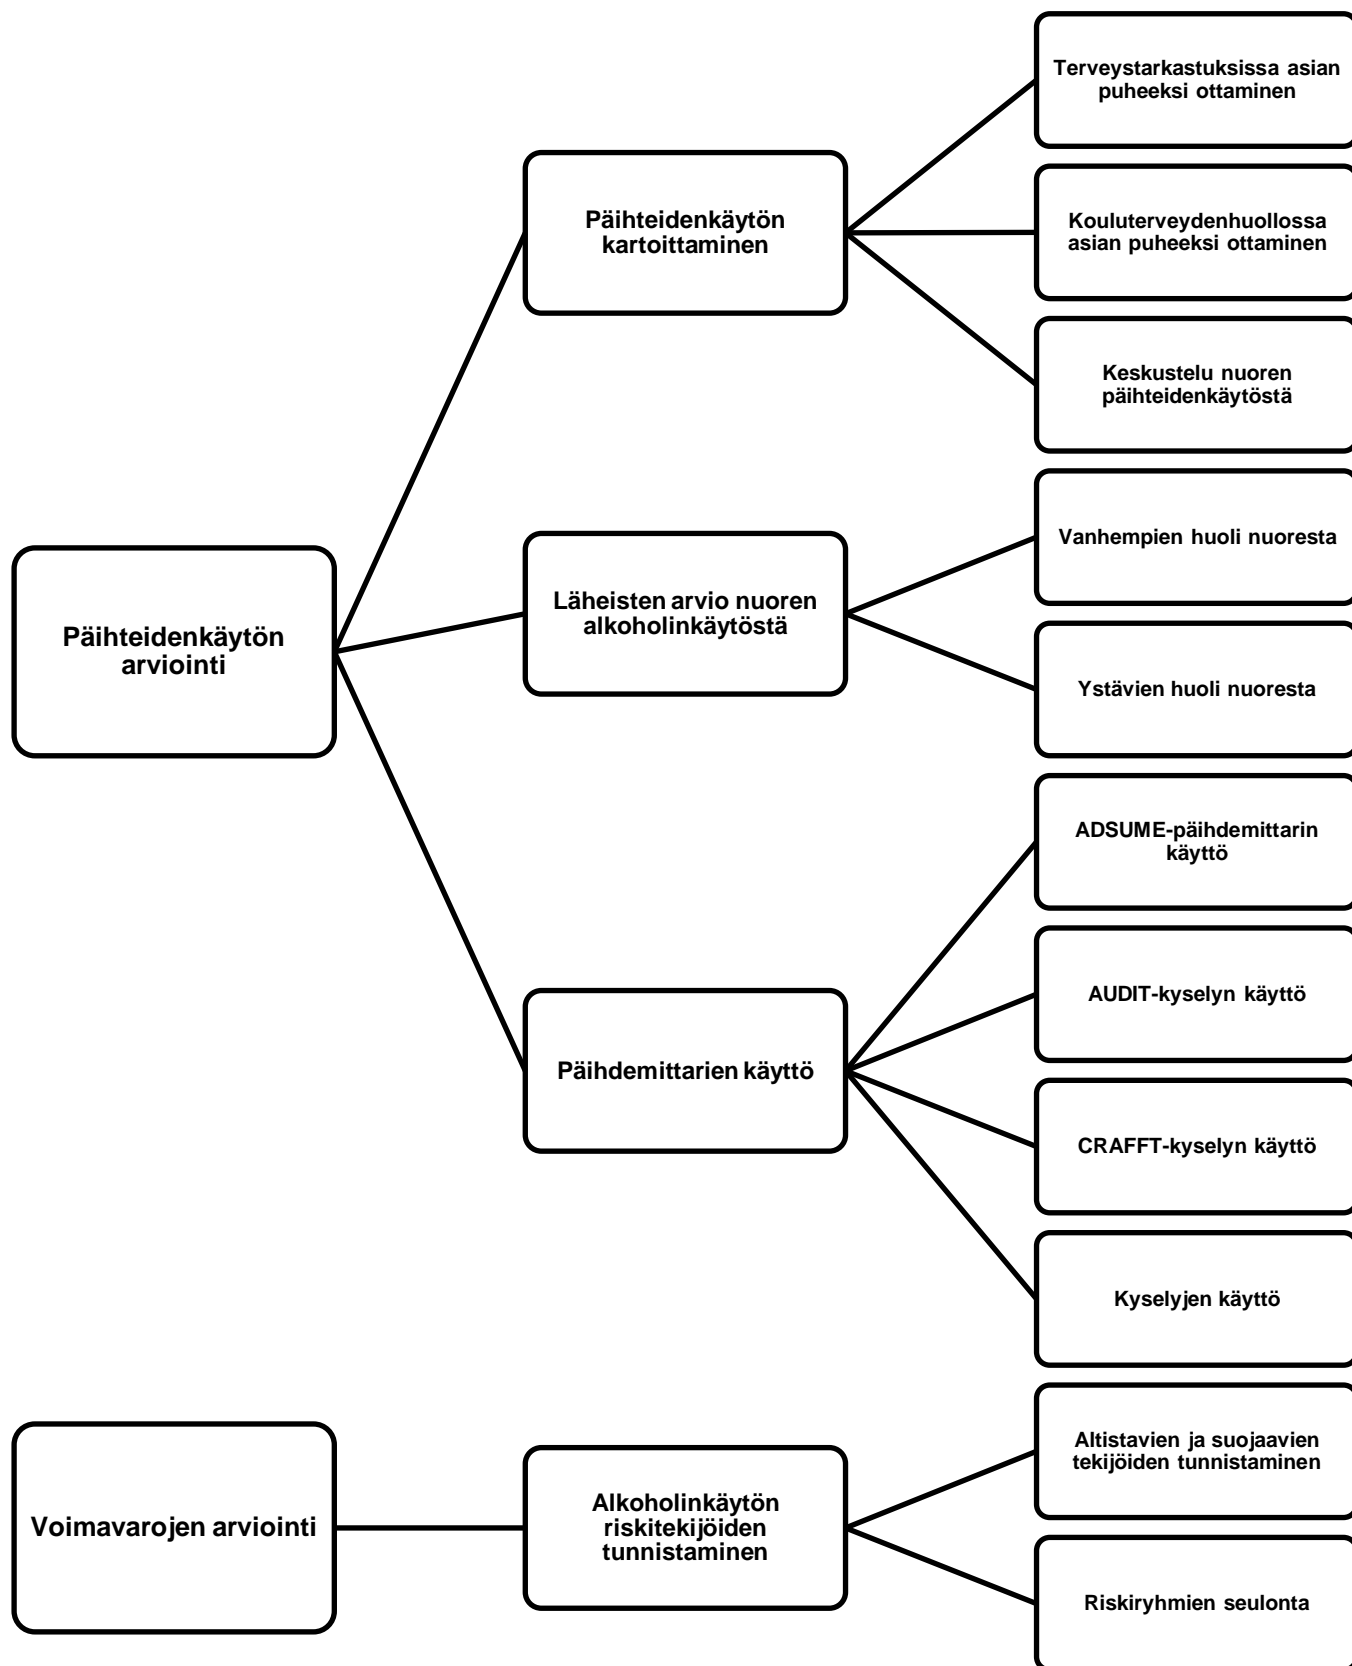 Terveystarkastuksissa asian
puheeksi ottaminen
Päihteidenkäytön
kartoittaminen
Kouluterveydenhuollossa
asian puheeksi ottaminen
Keskustelu nuoren
päihteidenkäytöstä
Päihteidenkäytön
arviointi
Läheisten arvio nuoren
alkoholinkäytöstä
Vanhempien huoli nuoresta
Ystävien huoli nuoresta
Päihdemittarien käyttö
ADSUME-päihdemittarin
käyttö
AUDIT-kyselyn käyttö
CRAFFT-kyselyn käyttö
Kyselyjen käyttö
Voimavarojen arviointi
Alkoholinkäytön
riskitekijöiden
tunnistaminen
Altistavien ja suojaavien
tekijöiden tunnistaminen
Riskiryhmien seulonta